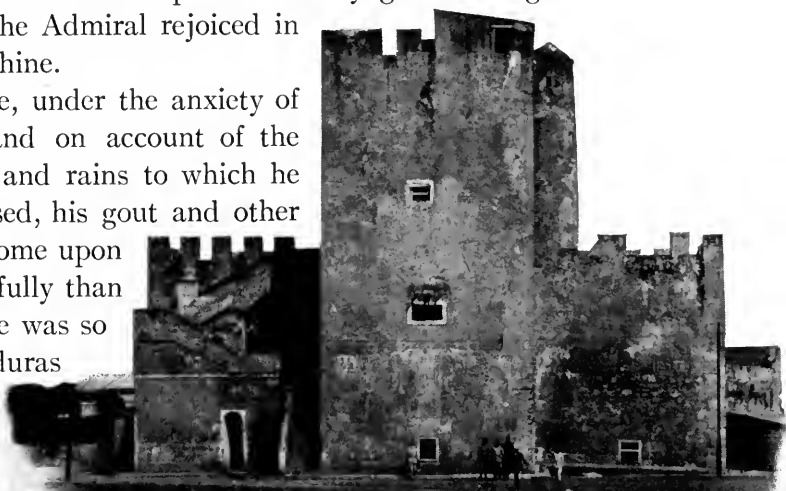 he Admiral rejoiced in
hine.
e, under the anxiety of
nd on account of the
and rains to which he
sed, his gout and other
ome upon
fully than
e was so
duras